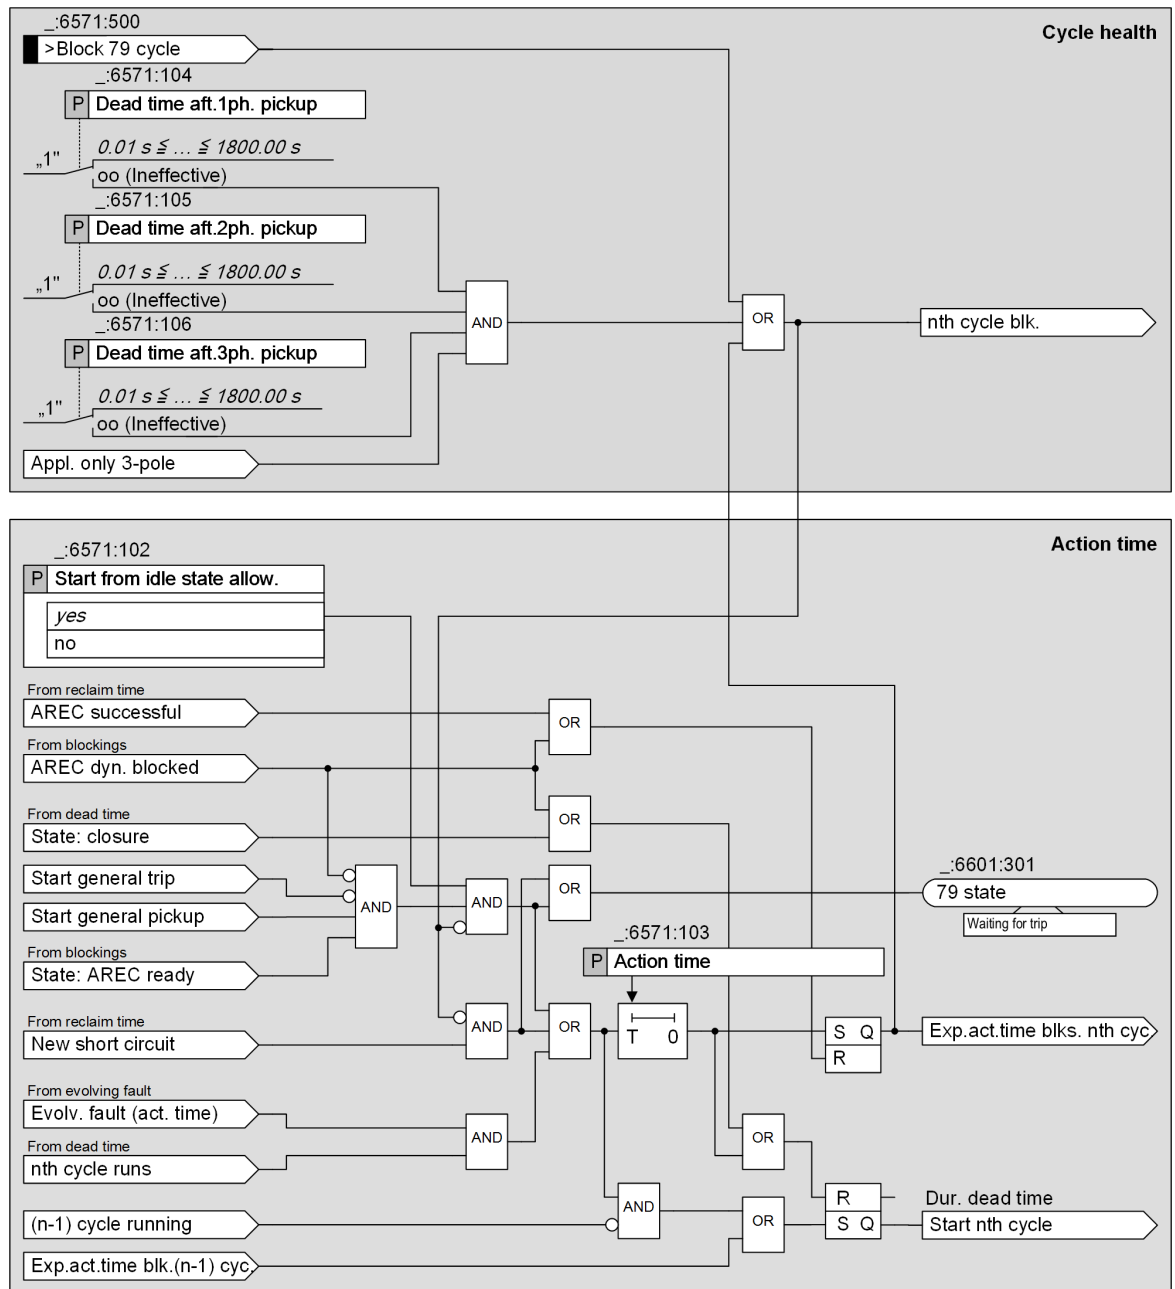 _:6571:500
Cycle health
>Block 79 cycle
_:6571:104
P Dead time aft.1ph. pickup
0.01 s ≦ ... ≦ 1800.00 s
„1"
oo (Ineffective)
_:6571:105
P Dead time aft.2ph. pickup
0.01 s ≦ ... ≦ 1800.00 s
„1"
oo (Ineffective)
_:6571:106
AND
OR
nth cycle blk.
P Dead time aft.3ph. pickup
0.01 s ≦ ... ≦ 1800.00 s
„1"
oo (Ineffective)
Appl. only 3-pole
Action time
_:6571:102
P Start from idle state allow.
yes
no
From reclaim time
AREC successful
OR
From blockings
AREC dyn. blocked
From dead time
State: closure
OR
Start general trip
Start general pickup
AND
AND
OR
_:6601:301
79 state
Waiting for trip
From blockings
State: AREC ready
_:6571:103
P Action time
From reclaim time
New short circuit
AND
OR
T 0
S Q
R
Exp.act.time blks. nth cyc
From evolving fault
Evolv. fault (act. time)
From dead time
nth cycle runs
AND
OR
(n-1) cycle running
AND
OR
R
S Q
Dur. dead time
Start nth cycle
Exp.act.time blk.(n-1) cyc.